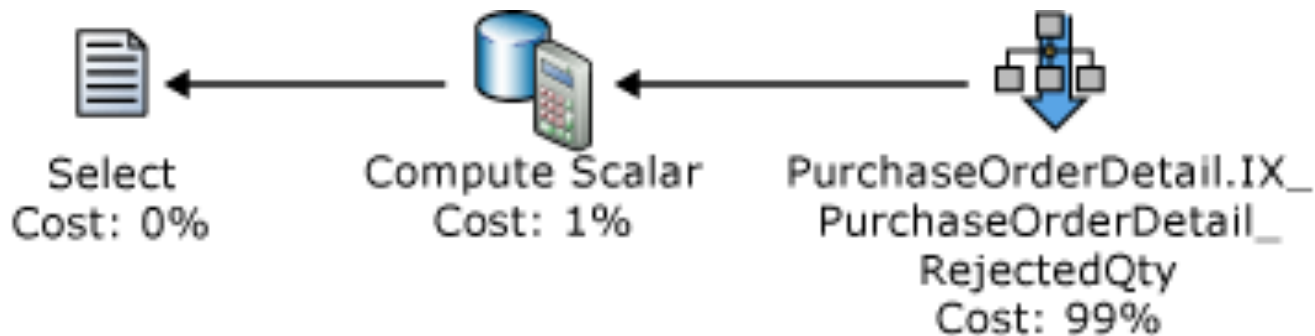 Select
Cost: 0%
Compute Scalar
Cost: 1%
PurchaseOrderDetail.IX_
PurchaseOrderDetail_
RejectedQty
Cost: 99%